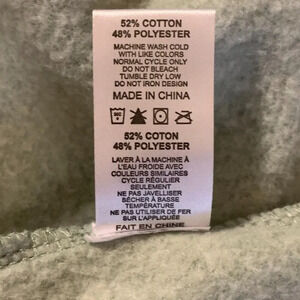 52% COTTON
48% POLYESTER
MACHINE WASH COLD
WITH LIKE COLORS
NORMAL CYCLE ONLY
DO NOT BLEACH
TUMBLE DRY LOW
DO NOT IRON DESIGN
MADE IN CHINA
52% COTON
48% POLYESTER
LAVER À LA MACHINE À
L'EAU FROIDE AVEC
COULEURS SIMILAIRES
CYCLE RÉGULIER
SEULEMENT
NE PAS JAVELLISER
SÉCHER À BASSE
TEMPÉRATURE
NE PAS UTILISER DE FER
SUR L'APPLIQUÉE
FAIT EN CHINE